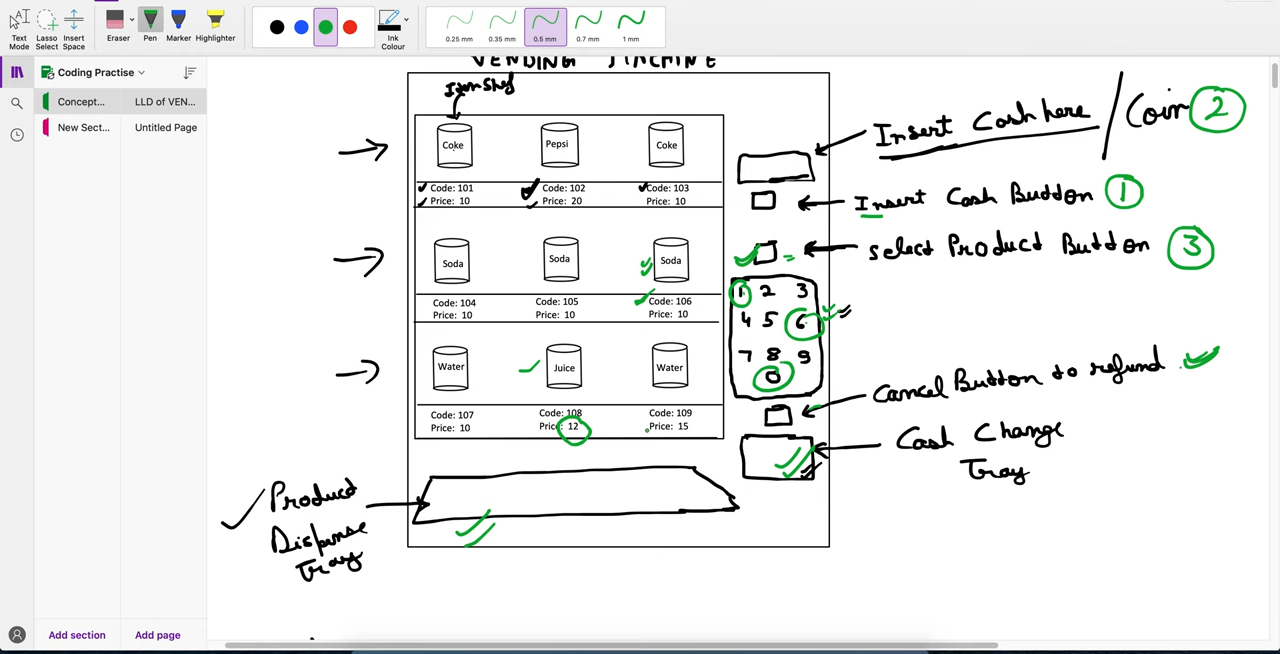 Text Mode
Lasso Select
Insert Space
Eraser
Pen
Marker
Highlighter
Ink Colour
0.25 mm
0.35 mm
0.5 mm
0.7 mm
1 mm
Coding Practise
Concept...
LLD of VEN...
New Sect...
Untitled Page
Add section
Add page
VENDING MACHINE
Coke
Pepsi
Coke
Code: 101
Price: 10
Code: 102
Price: 20
Code: 103
Price: 10
Soda
Soda
Soda
Code: 104
Price: 10
Code: 105
Price: 10
Code: 106
Price: 10
Water
Juice
Water
Code: 107
Price: 10
Code: 108
Price: 12
Code: 109
Price: 15
Insert Cash here / Coin 2
Insert Cash Button 1
select Product Button 3
1 2 3
4 5 6
7 8 9
0
Cancel Button to refund
Cash Change
Tray
Product
Dispense
Tray